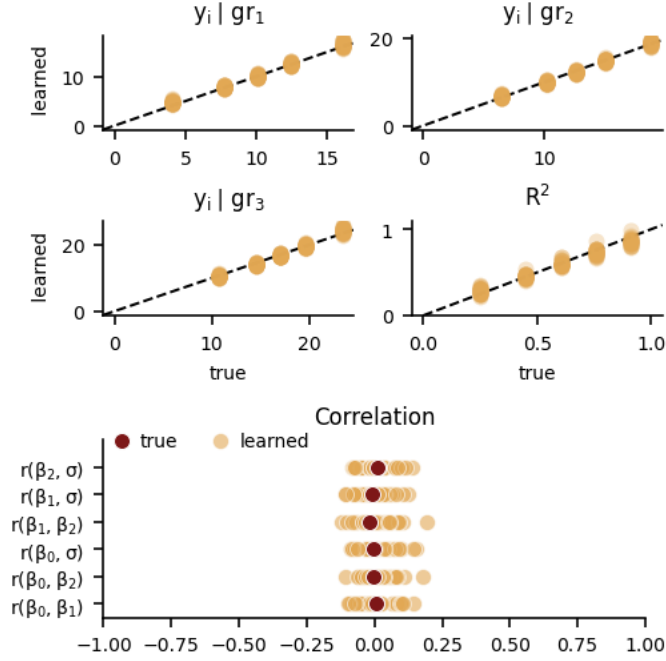 yᵢ | gr₁
yᵢ | gr₂
learned
10
0
0
5
10
15
20
0
0
10
yᵢ | gr₃
R²
learned
20
0
0
10
20
true
1
0
0.0
0.5
1.0
true
Correlation
true
learned
r(β₂, σ)
r(β₁, σ)
r(β₁, β₂)
r(β₀, σ)
r(β₀, β₂)
r(β₀, β₁)
−1.00 −0.75 −0.50 −0.25 0.00 0.25 0.50 0.75 1.00